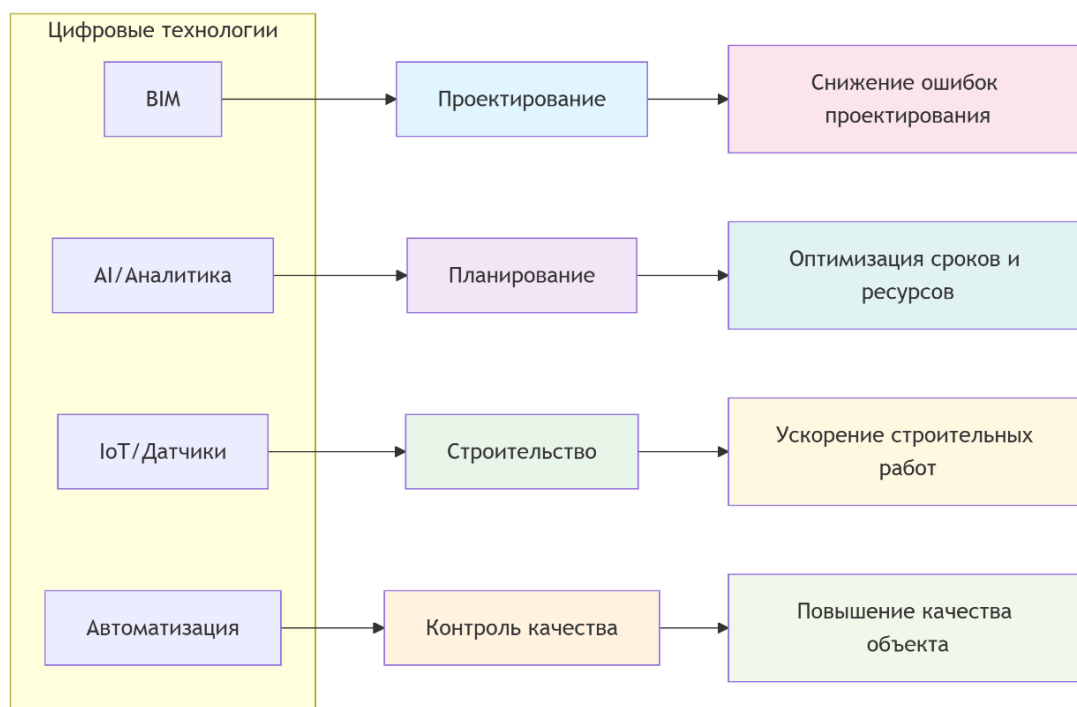 Цифровые технологии
BIM
Проектирование
Снижение ошибок
проектирования
AI/Аналитика
Планирование
Оптимизация сроков и
ресурсов
IoT/Датчики
Строительство
Ускорение строительных
работ
Автоматизация
Контроль качества
Повышение качества
объекта